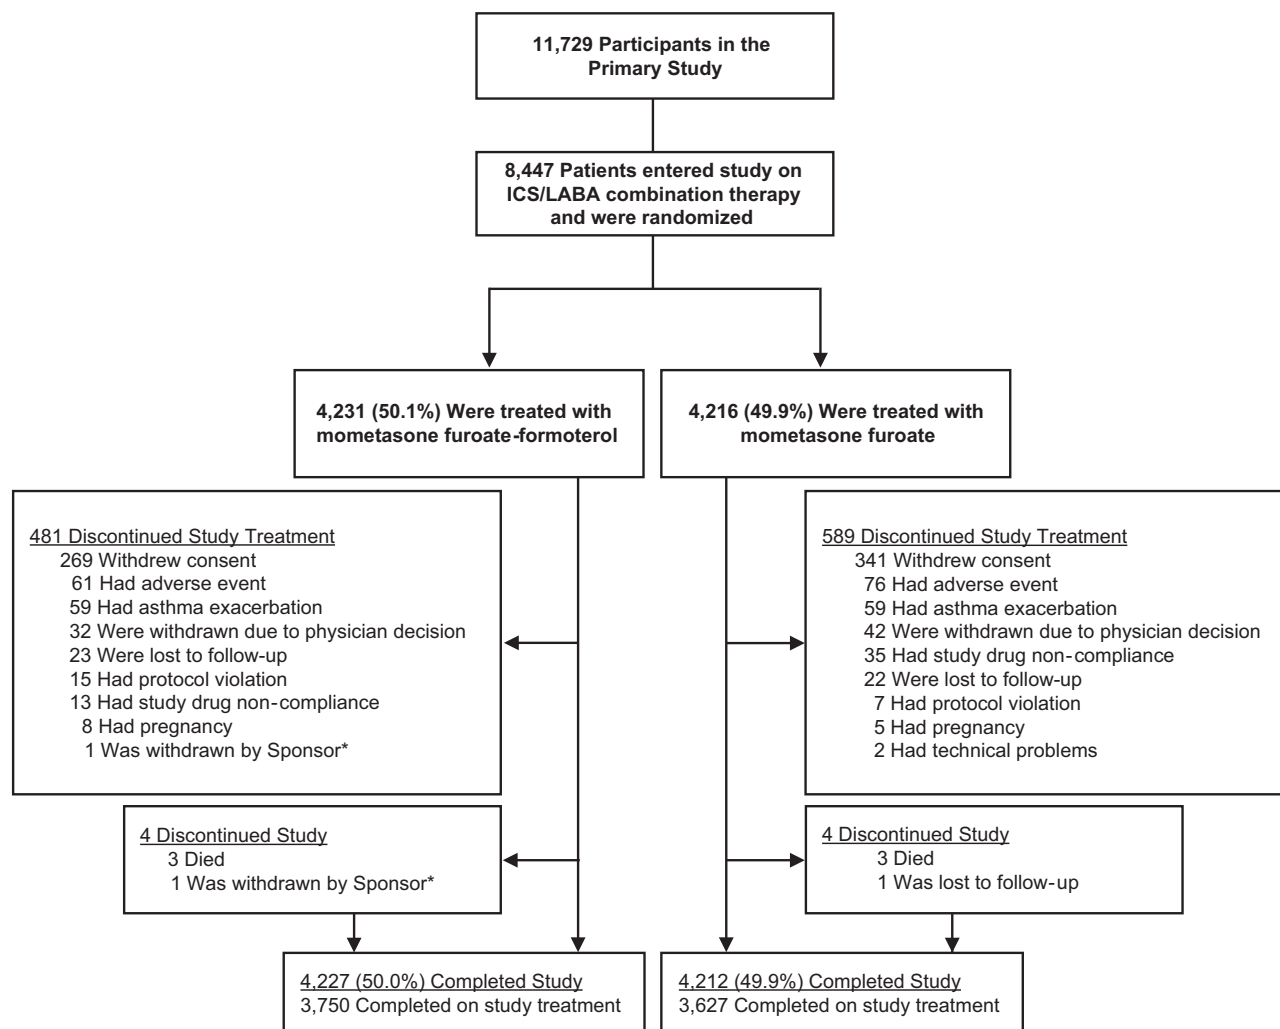 11,729 Participants in the
Primary Study
8,447 Patients entered study on
ICS/LABA combination therapy
and were randomized
4,231 (50.1%) Were treated with
mometasone furoate-formoterol
4,216 (49.9%) Were treated with
mometasone furoate
481 Discontinued Study Treatment
269 Withdrew consent
61 Had adverse event
59 Had asthma exacerbation
32 Were withdrawn due to physician decision
23 Were lost to follow-up
15 Had protocol violation
13 Had study drug non-compliance
8 Had pregnancy
1 Was withdrawn by Sponsor*
589 Discontinued Study Treatment
341 Withdrew consent
76 Had adverse event
59 Had asthma exacerbation
42 Were withdrawn due to physician decision
35 Had study drug non-compliance
22 Were lost to follow-up
7 Had protocol violation
5 Had pregnancy
2 Had technical problems
4 Discontinued Study
3 Died
1 Was withdrawn by Sponsor*
4 Discontinued Study
3 Died
1 Was lost to follow-up
4,227 (50.0%) Completed Study
3,750 Completed on study treatment
4,212 (49.9%) Completed Study
3,627 Completed on study treatment